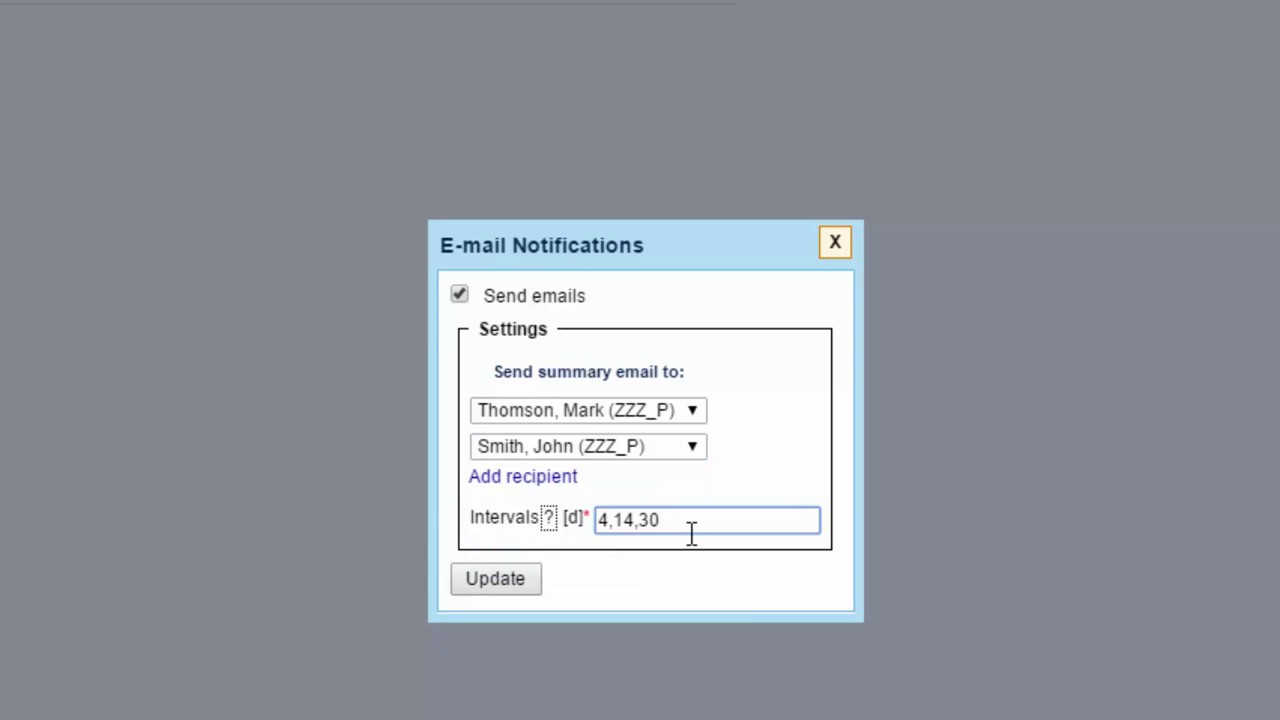 E-mail Notifications X
Send emails
Settings
Send summary email to:
Thomson, Mark (ZZZ_P) ▼
Smith, John (ZZZ_P) ▼
Add recipient
Intervals? [d]* 4,14,30
Update